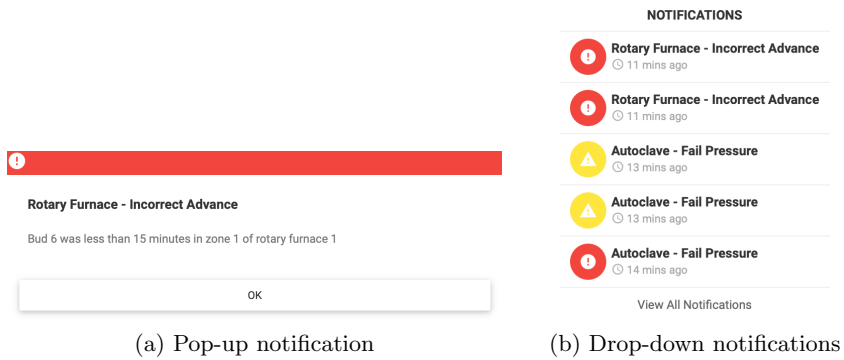 Rotary Furnace - Incorrect Advance
Bud 6 was less than 15 minutes in zone 1 of rotary furnace 1
OK
(a) Pop-up notification
NOTIFICATIONS
Rotary Furnace - Incorrect Advance
11 mins ago
Rotary Furnace - Incorrect Advance
11 mins ago
Autoclave - Fail Pressure
13 mins ago
Autoclave - Fail Pressure
13 mins ago
Autoclave - Fail Pressure
14 mins ago
View All Notifications
(b) Drop-down notifications